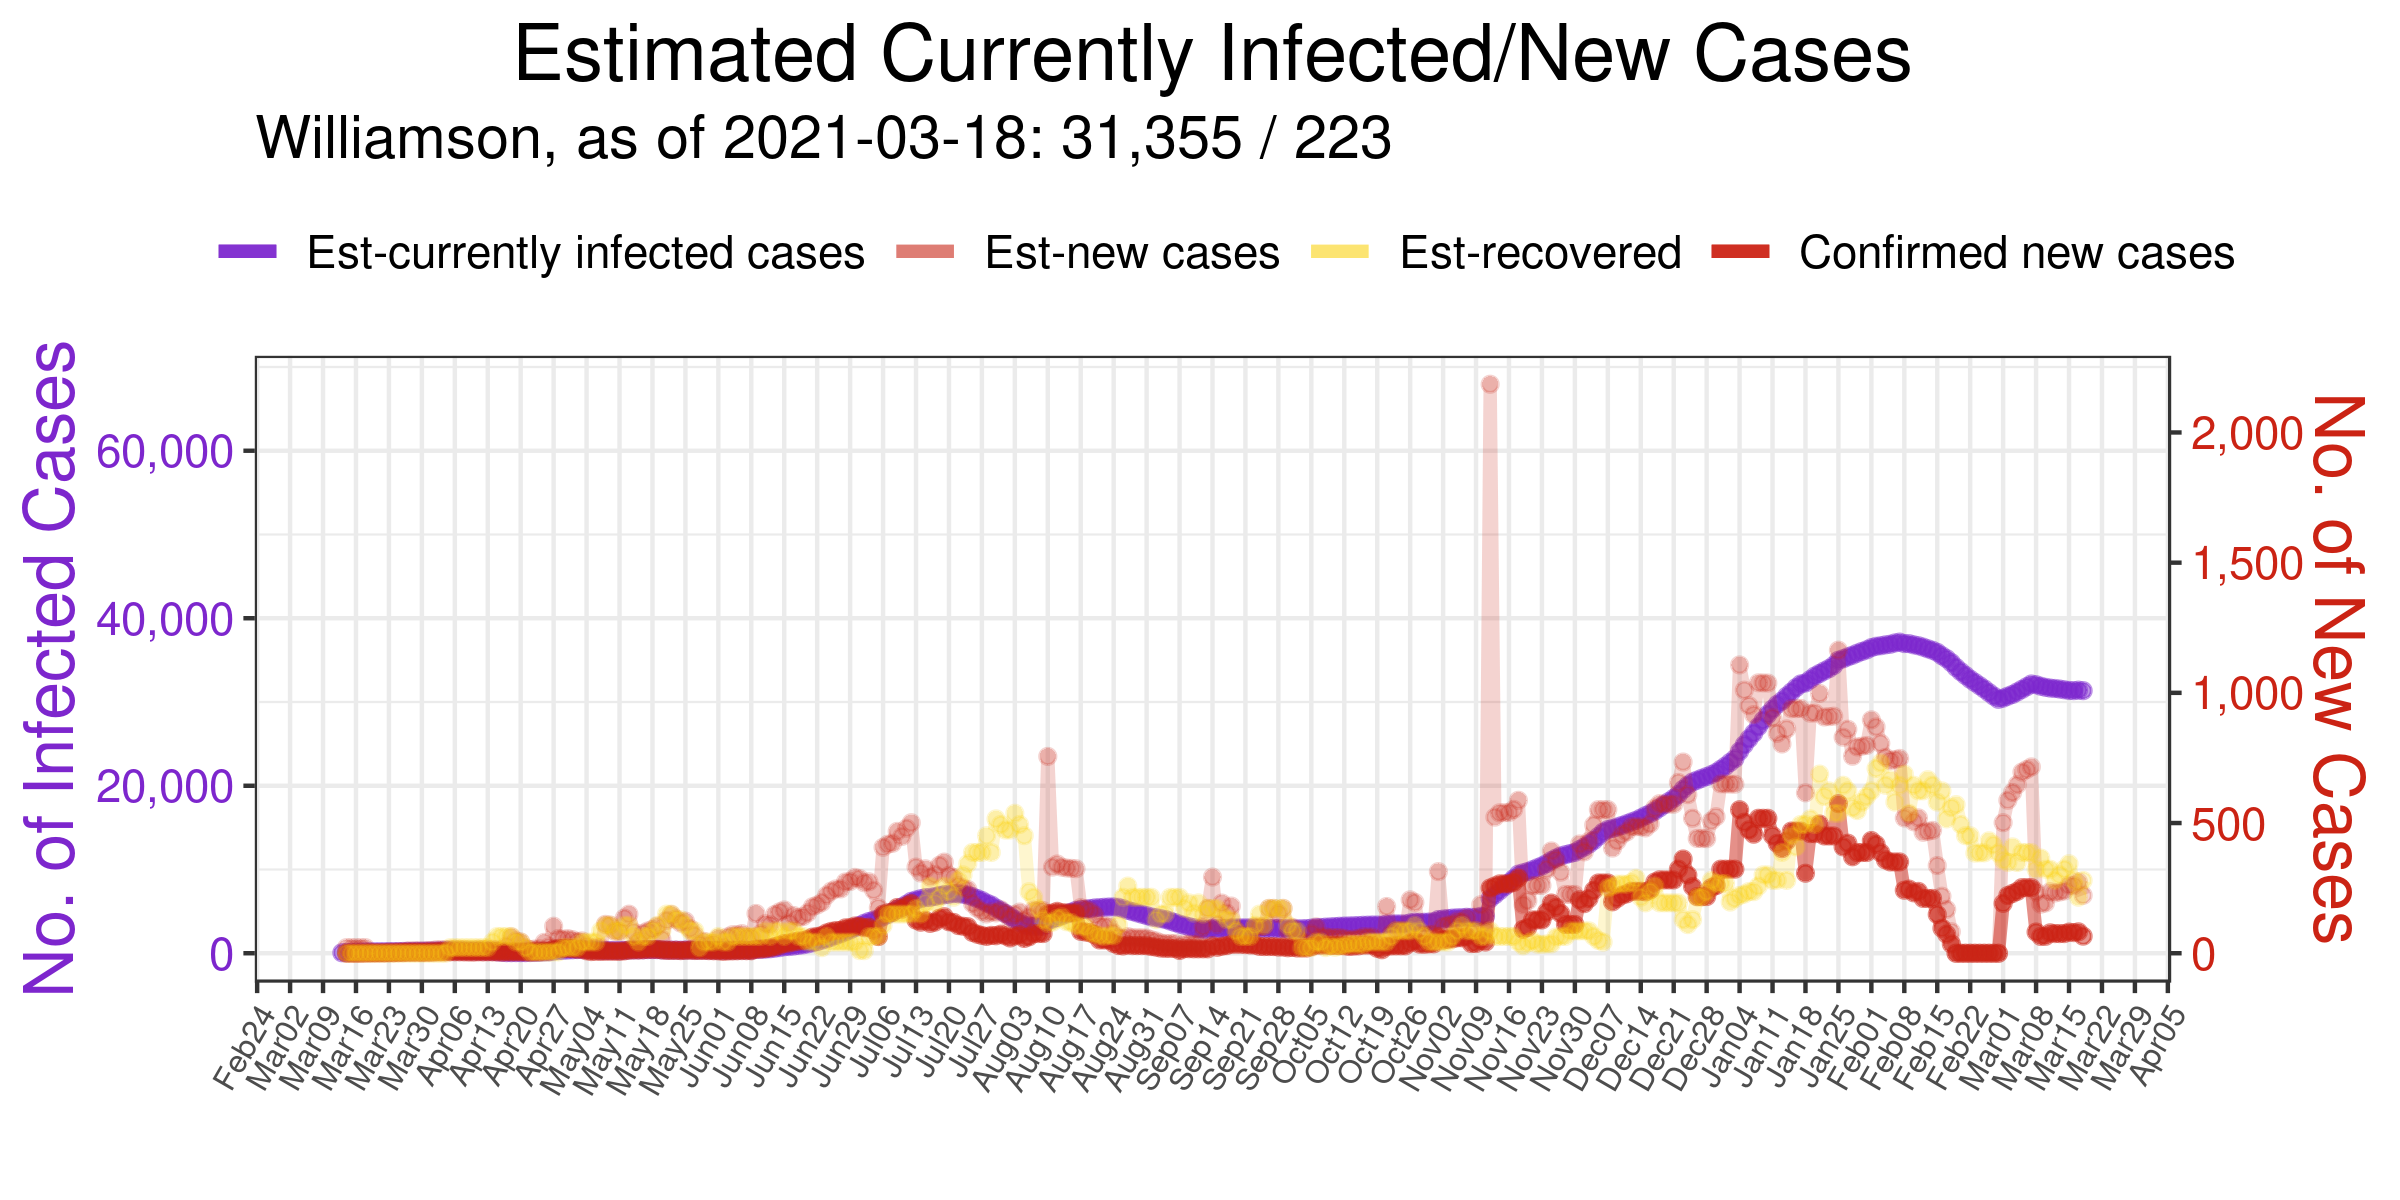 Estimated Currently Infected/New Cases
Williamson, as of 2021-03-18: 31,355 / 223
Est-currently infected cases Est-new cases Est-recovered Confirmed new cases
No. of Infected Cases
60,000
40,000
20,000
0
2,000
1,500
1,000
500
0
No. of New Cases
Feb24 Mar02 Mar09 Mar16 Mar23 Mar30 Apr06 Apr13 Apr20 Apr27 May04 May11 May18 May25 Jun01 Jun08 Jun15 Jun22 Jun29 Jul06 Jul13 Jul20 Jul27 Aug03 Aug10 Aug17 Aug24 Aug31 Sep07 Sep14 Sep21 Sep28 Oct05 Oct12 Oct19 Oct26 Nov02 Nov09 Nov16 Nov23 Nov30 Dec07 Dec14 Dec21 Dec28 Jan04 Jan11 Jan18 Jan25 Feb01 Feb08 Feb15 Feb22 Mar01 Mar08 Mar15 Mar22 Mar29 Apr05